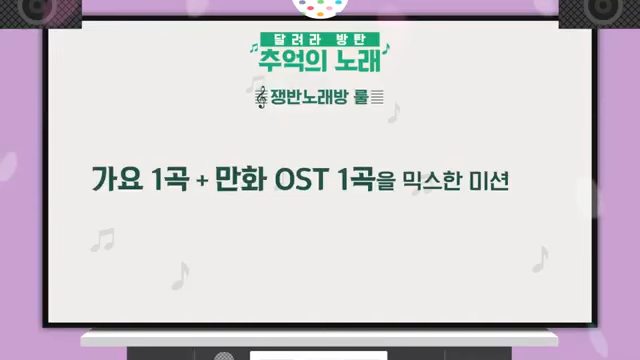 달려라 방탄
추억의 노래
쟁반노래방 룰
가요 1곡 + 만화 OST 1곡을 믹스한 미션